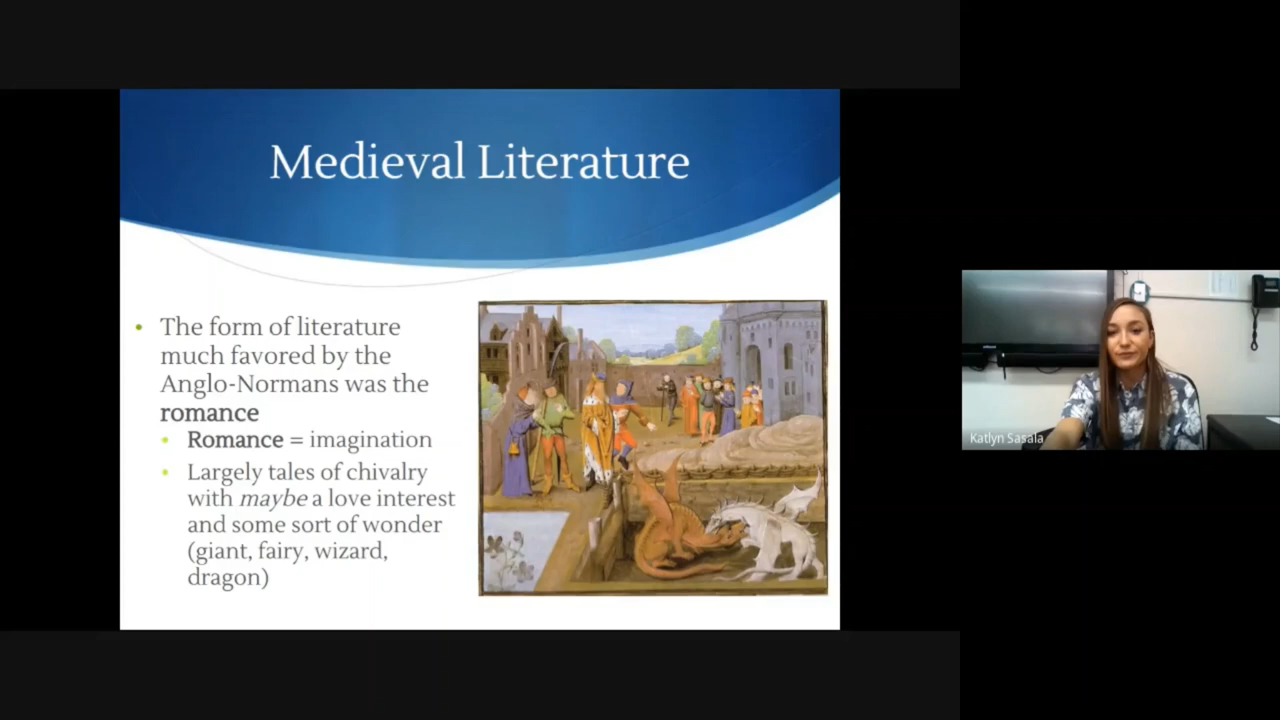 Medieval Literature
The form of literature
much favored by the
Anglo-Normans was the
romance
Romance = imagination
Largely tales of chivalry
with maybe a love interest
and some sort of wonder
(giant, fairy, wizard,
dragon)
Katlyn Sasala